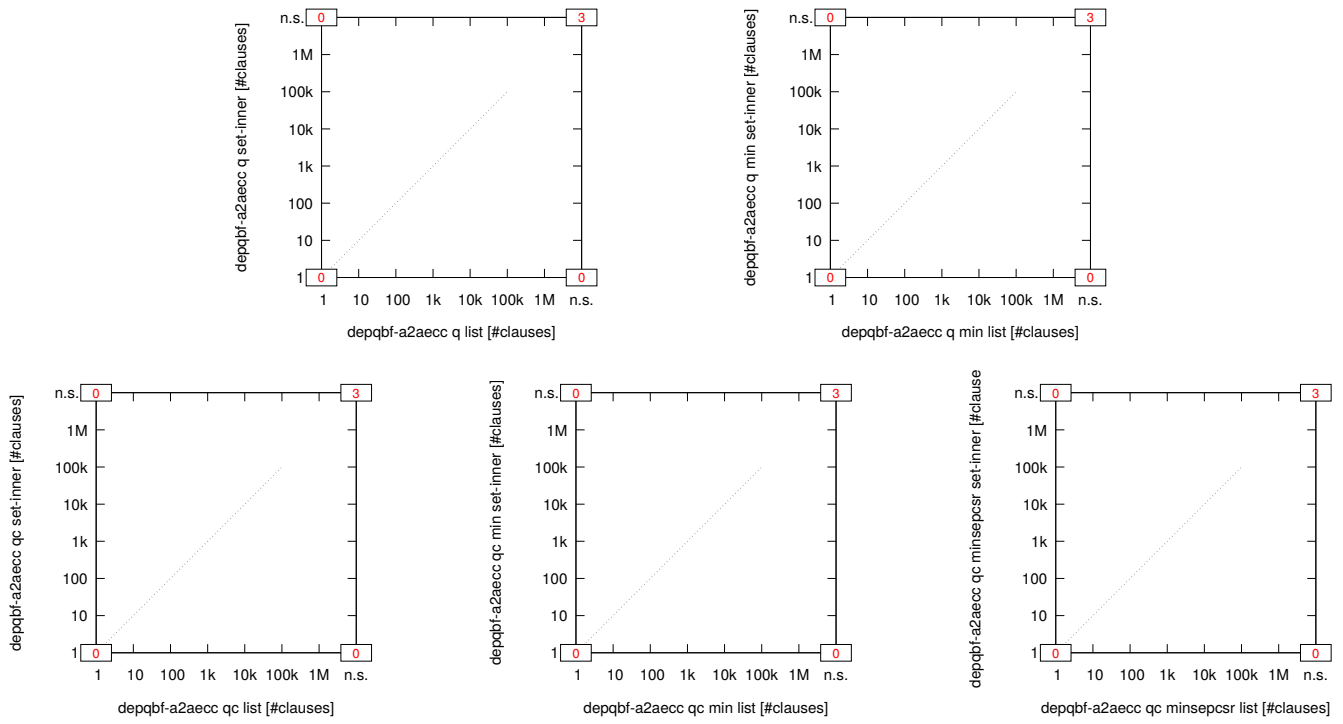 n.s. 0 3
1M
100k
10k
1k
100
10
1 0 0
1 10 100 1k 10k 100k 1M n.s.
depqbf-a2aecc q set-inner [#clauses]
depqbf-a2aecc q list [#clauses]
n.s. 0 3
1M
100k
10k
1k
100
10
1 0 0
1 10 100 1k 10k 100k 1M n.s.
depqbf-a2aecc q min set-inner [#clauses]
depqbf-a2aecc q min list [#clauses]
n.s. 0 3
1M
100k
10k
1k
100
10
1 0 0
1 10 100 1k 10k 100k 1M n.s.
depqbf-a2aecc qc set-inner [#clauses]
depqbf-a2aecc qc list [#clauses]
n.s. 0 3
1M
100k
10k
1k
100
10
1 0 0
1 10 100 1k 10k 100k 1M n.s.
depqbf-a2aecc qc min set-inner [#clauses]
depqbf-a2aecc qc min list [#clauses]
n.s. 0 3
1M
100k
10k
1k
100
10
1 0 0
1 10 100 1k 10k 100k 1M n.s.
depqbf-a2aecc qc minsepcsr set-inner [#clause
depqbf-a2aecc qc minsepcsr list [#clauses]